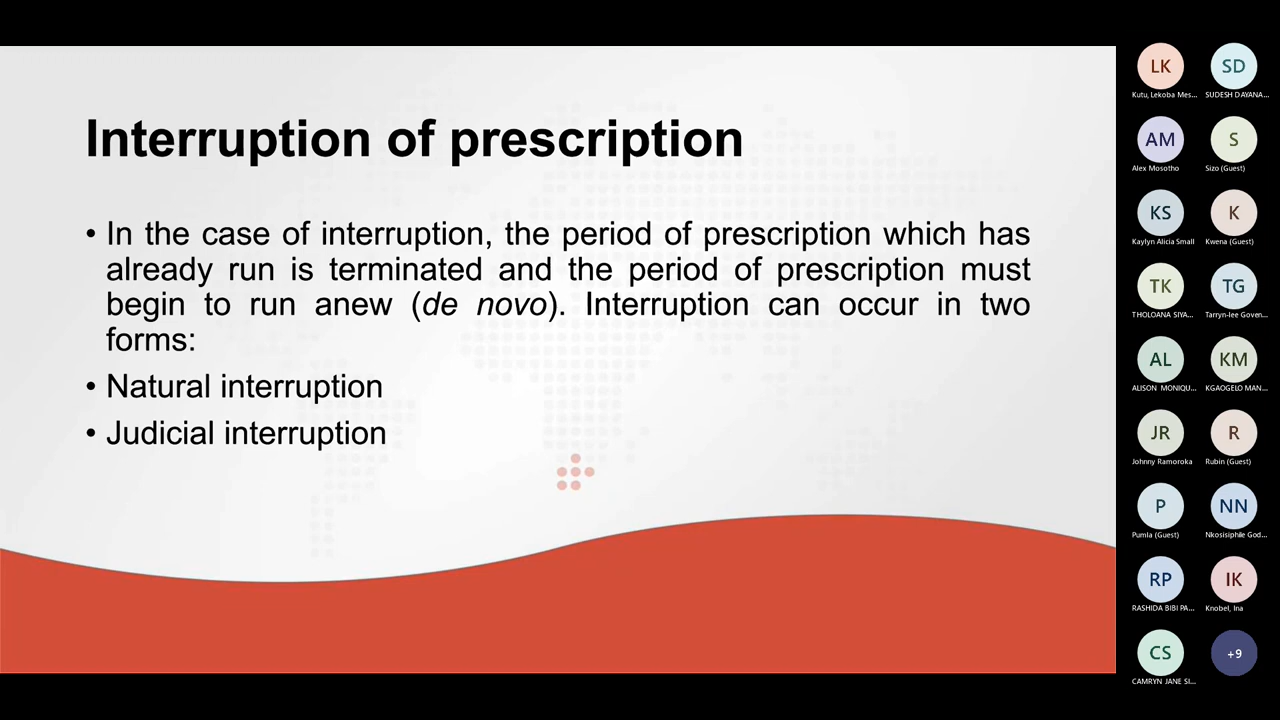 Interruption of prescription
• In the case of interruption, the period of prescription which has
already run is terminated and the period of prescription must
begin to run anew (de novo). Interruption can occur in two
forms:
• Natural interruption
• Judicial interruption
LK
Kutu, Lekoba Mes...
SD
SUDESH DAYANA...
AM
Alex Mosotho
S
Sizo (Guest)
KS
Kaylyn Alicia Small
K
Kwena (Guest)
TK
THOLOANA SIYA...
TG
Tarryn-lee Goven...
AL
ALISON MONIQU...
KM
KGAOGELO MAN...
JR
Johnny Ramoroka
R
Rubin (Guest)
P
Pumla (Guest)
NN
Nkosisiphile God...
RP
RASHIDA BIBI PA...
IK
Knobel, Ina
CS
CAMRYN JANE SI...
+9